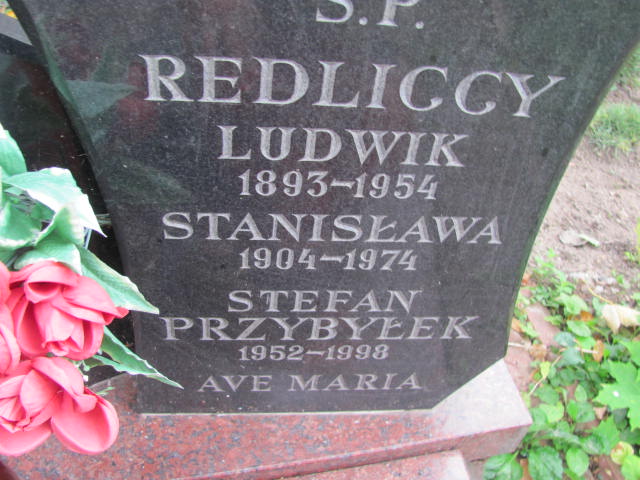 Ś.P.
REDLICCY
LUDWIK
1893-1954
STANISŁAWA
1904-1974
STEFAN
PRZYBYŁEK
1952-1998
AVE MARIA